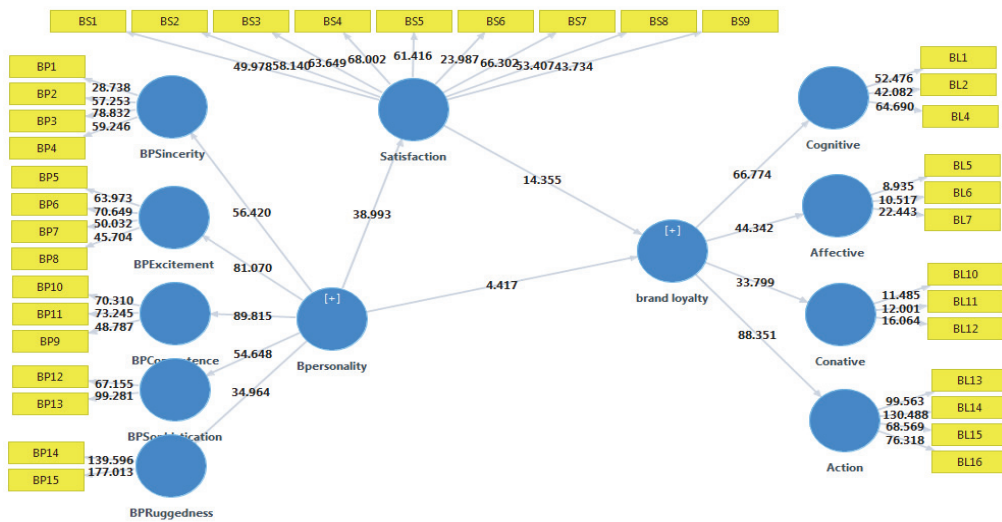 BS1 BS2 BS3 BS4 BS5 BS6 BS7 BS8 BS9
49.978 58.140 63.649 68.002 61.416 23.987 66.302 53.407 43.734
Satisfaction
BP1
BP2
BP3
BP4
28.738
57.253
78.832
59.246
BPSincerity
BP5
BP6
BP7
BP8
63.973
70.649
50.032
45.704
BPExcitement
BP10
BP11
BP9
70.310
73.245
48.787
BPCompetence
BP12
BP13
67.155
99.281
BPSophistication
BP14
BP15
139.596
177.013
BPRuggedness
56.420
81.070
89.815
54.648
34.964
[+]
Bpersonality
38.993
14.355
4.417
[+]
brand loyalty
66.774
44.342
33.799
88.351
BL1
BL2
BL4
52.476
42.082
64.690
Cognitive
BL5
BL6
BL7
8.935
10.517
22.443
Affective
BL10
BL11
BL12
11.485
12.001
16.064
Conative
BL13
BL14
BL15
BL16
99.563
130.488
68.569
76.318
Action